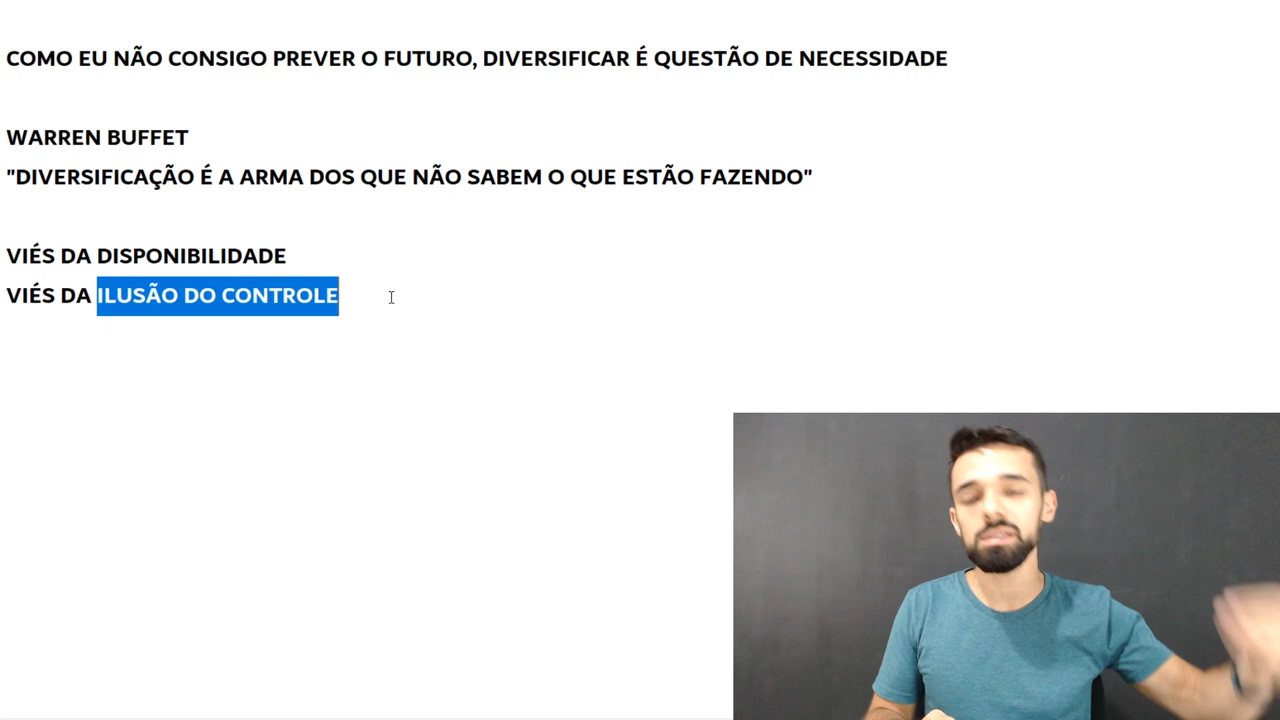 COMO EU NÃO CONSIGO PREVER O FUTURO, DIVERSIFICAR É QUESTÃO DE NECESSIDADE
WARREN BUFFET
"DIVERSIFICAÇÃO É A ARMA DOS QUE NÃO SABEM O QUE ESTÃO FAZENDO"
VIÉS DA DISPONIBILIDADE
VIÉS DA ILUSÃO DO CONTROLE